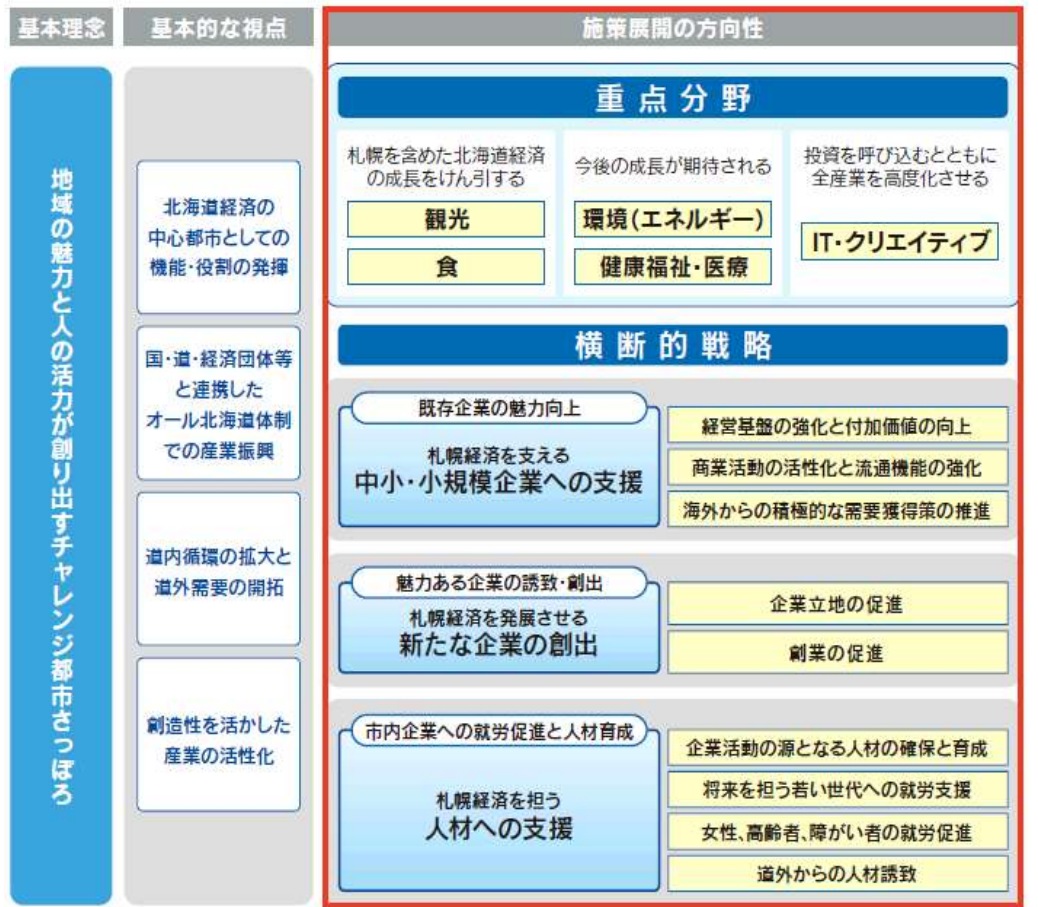 基本理念
基本的な視点
施策展開の方向性
地域の魅力と人の活力が創り出すチャレンジ都市さっぽろ
北海道経済の
中心都市としての
機能・役割の発揮
国・道・経済団体等
と連携した
オール北海道体制
での産業振興
道内循環の拡大と
道外需要の開拓
創造性を活かした
産業の活性化
重点分野
札幌を含めた北海道経済
の成長をけん引する
観光
食
今後の成長が期待される
環境(エネルギー)
健康福祉・医療
投資を呼び込むとともに
全産業を高度化させる
IT・クリエイティブ
横断的戦略
既存企業の魅力向上
札幌経済を支える
中小・小規模企業への支援
経営基盤の強化と付加価値の向上
商業活動の活性化と流通機能の強化
海外からの積極的な需要獲得策の推進
魅力ある企業の誘致・創出
札幌経済を発展させる
新たな企業の創出
企業立地の促進
創業の促進
市内企業への就労促進と人材育成
札幌経済を担う
人材への支援
企業活動の源となる人材の確保と育成
将来を担う若い世代への就労支援
女性、高齢者、障がい者の就労促進
道外からの人材誘致